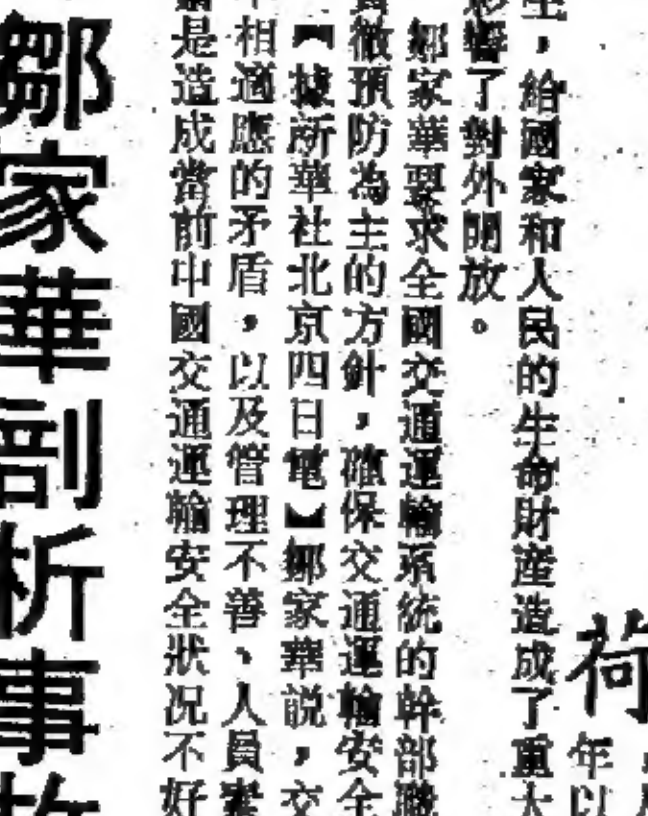 荷
年以
生，給國家和人民的生命財產造成了重大
影響了對外開放。
鄒家華要求全國交通運輸系統的幹部職
徹預防為主的方針，確保交通運輸安全
【據所華社北京四日電】鄒家華説，交
相適應的矛盾，以及管理不善、人員素
是造成當前中國交通運輸安全狀况不好
鄒家華剖析事故